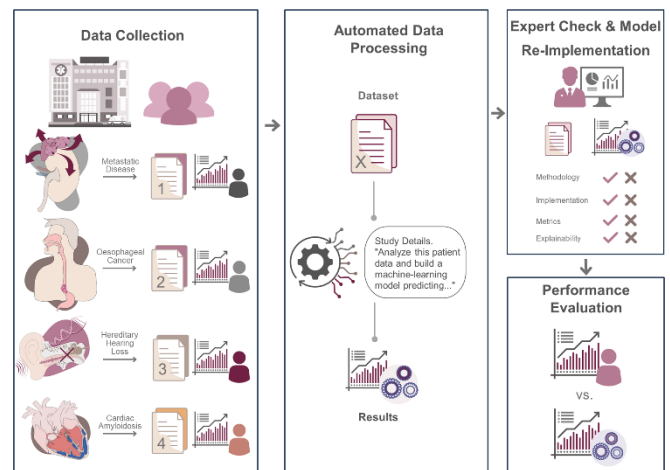 Data Collection
Metastatic
Disease
1
Oesophageal
Cancer
2
Hereditary
Hearing
Loss
3
Cardiac
Amyloidosis
4
Automated Data
Processing
Dataset
X
Study Details.
"Analyze this patient
data and build a
machine-learning
model predicting..."
Results
Expert Check & Model
Re-Implementation
Methodology
Implementation
Metrics
Explainability
Performance
Evaluation
vs.